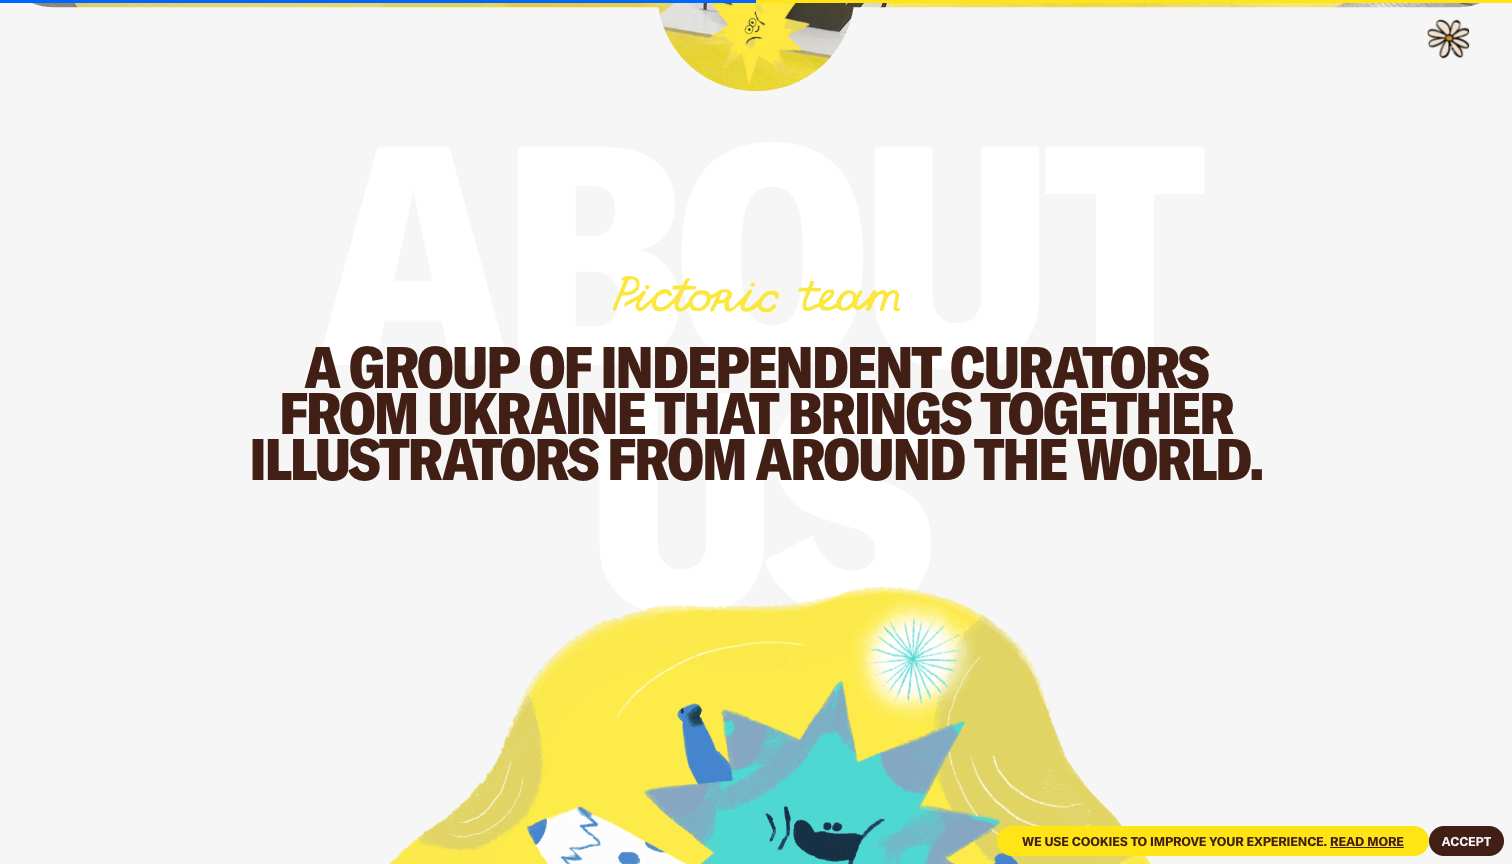 ABOUT
Pictoric team
A GROUP OF INDEPENDENT CURATORS
FROM UKRAINE THAT BRINGS TOGETHER
ILLUSTRATORS FROM AROUND THE WORLD.
US
WE USE COOKIES TO IMPROVE YOUR EXPERIENCE. READ MORE
ACCEPT